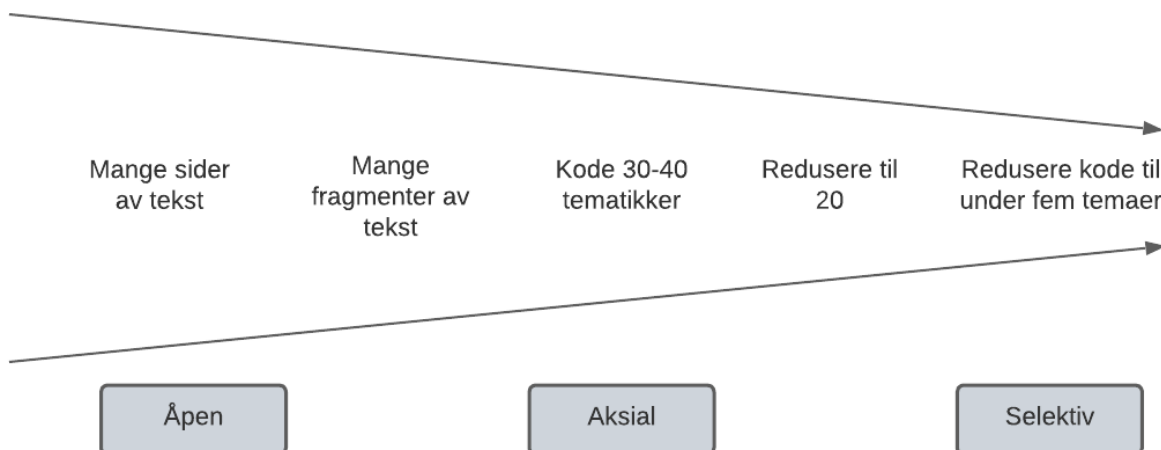 Mange sider
av tekst
Mange
fragmenter av
tekst
Kode 30-40
tematikker
Redusere til
20
Redusere kode til
under fem temaer
Åpen
Aksial
Selektiv